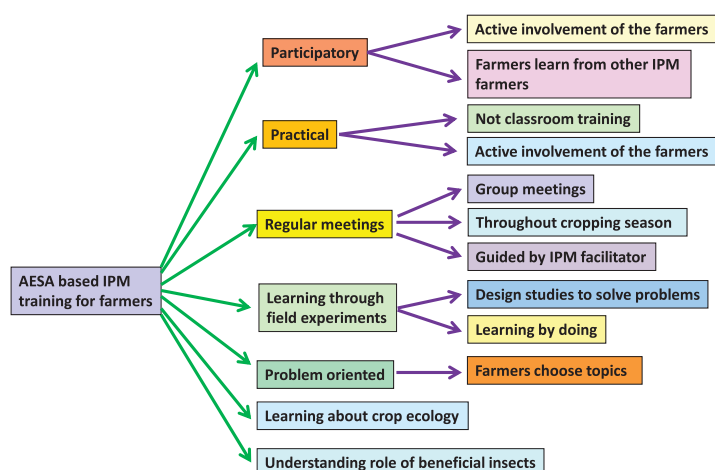 AESA based IPM
training for farmers
Participatory
Active involvement of the farmers
Farmers learn from other IPM
farmers
Practical
Not classroom training
Active involvement of the farmers
Regular meetings
Group meetings
Throughout cropping season
Guided by IPM facilitator
Learning through
field experiments
Design studies to solve problems
Learning by doing
Problem oriented
Farmers choose topics
Learning about crop ecology
Understanding role of beneficial insects